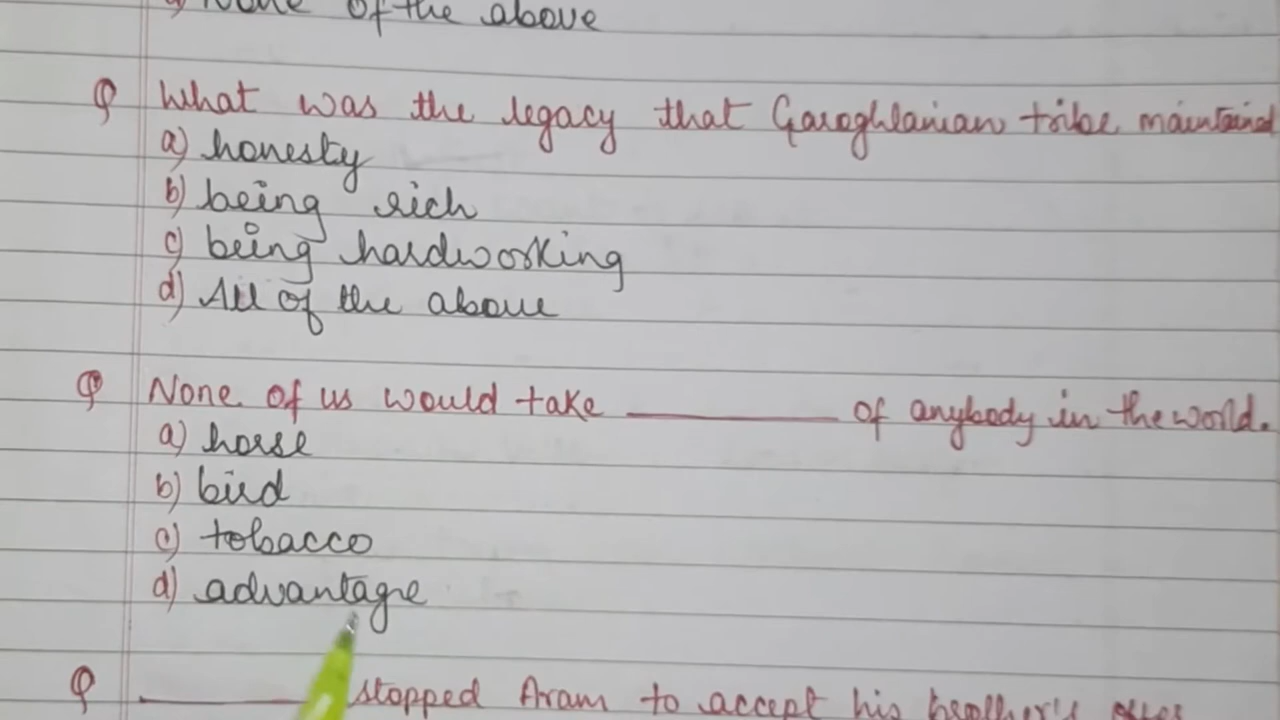 d) None of the above
Q What was the legacy that Garoghlanian tribe maintained
a) honesty
b) being rich
c) being hardworking
d) All of the above
Q None of us would take ________ of anybody in the world.
a) horse
b) bird
c) tobacco
d) advantage
Q ________ stopped Aram to accept his brother's offer